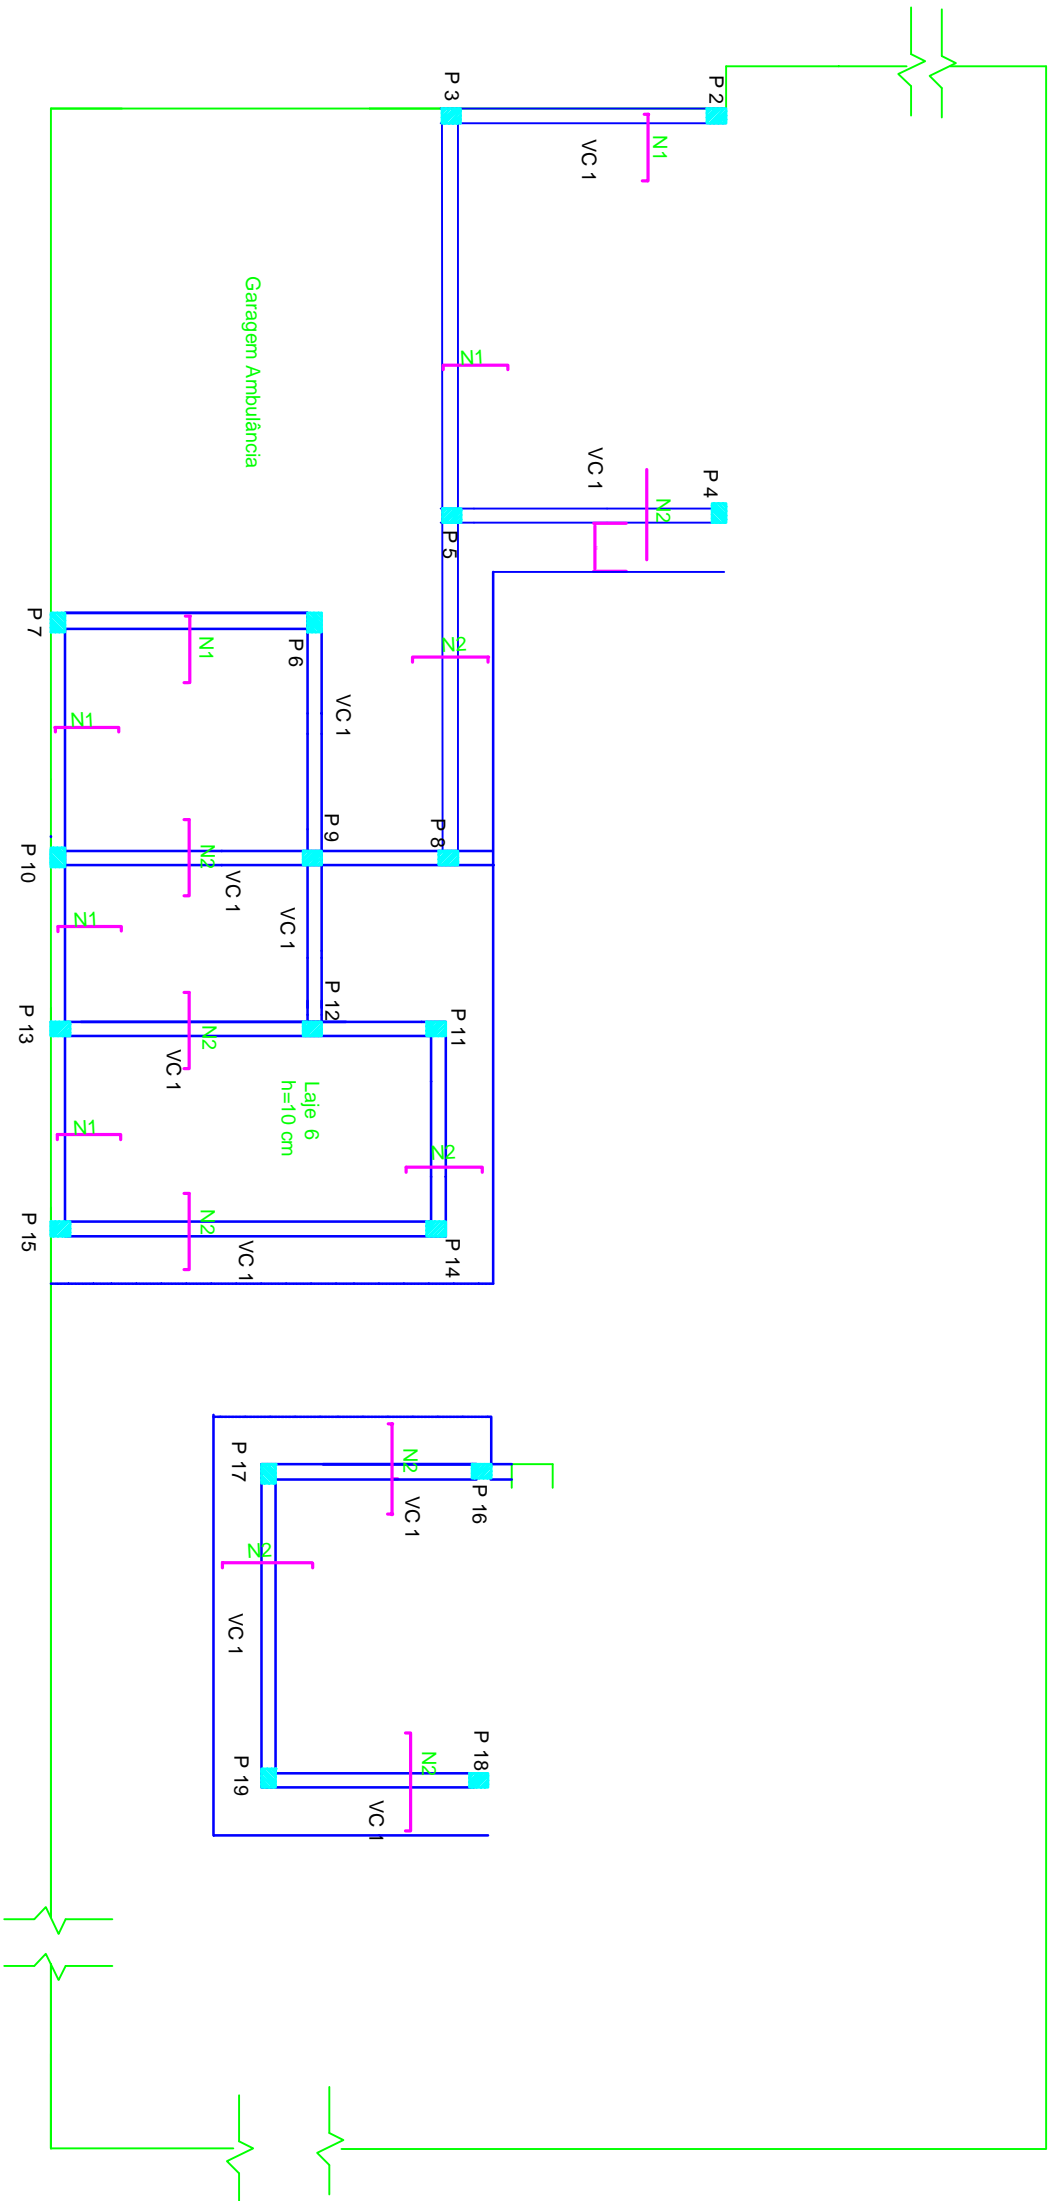 P 3
P 2
N1
VC 1
Garagem Ambulância
N1
VC 1
P 4
N2
P 5
P 7
N1
P 6
N2
VC 1
N1
P 9
P 8
P 10
N2
VC 1
VC 1
N1
P 12
P 11
P 13
N2
VC 1
Laje 6
h=10 cm
N1
N2
P 15
N2
VC 1
P 14
P 17
N2
P 16
VC 1
N2
VC 1
P 19
P 18
N2
VC 1